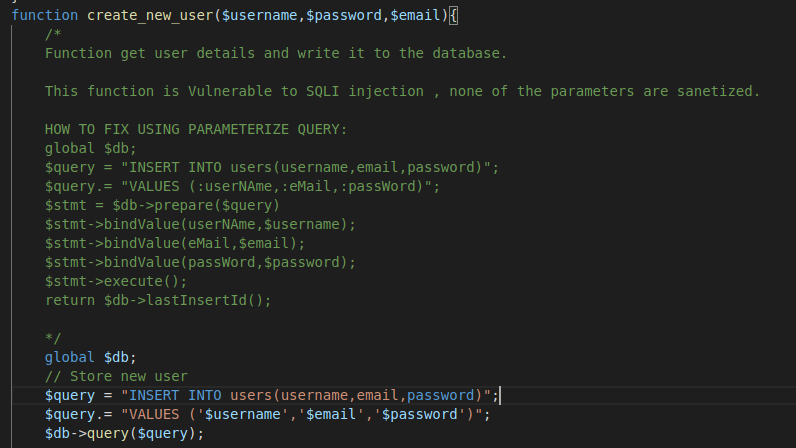 function create_new_user($username,$password,$email){
/*
Function get user details and write it to the database.
This function is Vulnerable to SQLI injection , none of the parameters are sanetized.
HOW TO FIX USING PARAMETERIZE QUERY:
global $db;
$query = "INSERT INTO users(username,email,password)";
$query.= "VALUES (:userNAme,:eMail,:passWord)";
$stmt = $db->prepare($query)
$stmt->bindValue(userNAme,$username);
$stmt->bindValue(eMail,$email);
$stmt->bindValue(passWord,$password);
$stmt->execute();
return $db->lastInsertId();
*/
global $db;
// Store new user
$query = "INSERT INTO users(username,email,password)";
$query.= "VALUES ('$username','$email','$password')";
$db->query($query);